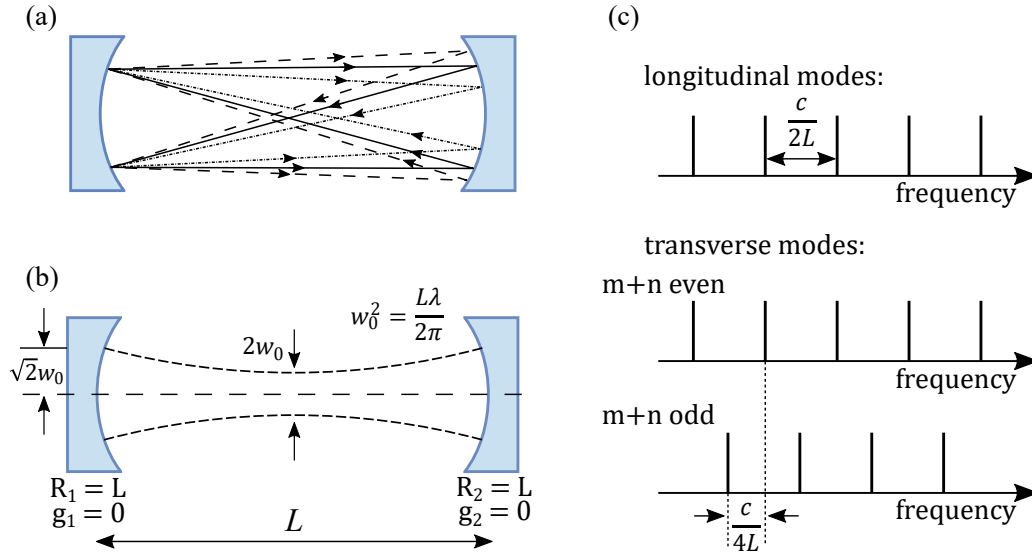 (a)
(b)
w₀² = Lλ/2π
2w₀
√2w₀
R₁ = L
g₁ = 0
R₂ = L
g₂ = 0
L
(c)
longitudinal modes:
c/2L
frequency
transverse modes:
m+n even
frequency
m+n odd
frequency
c/4L